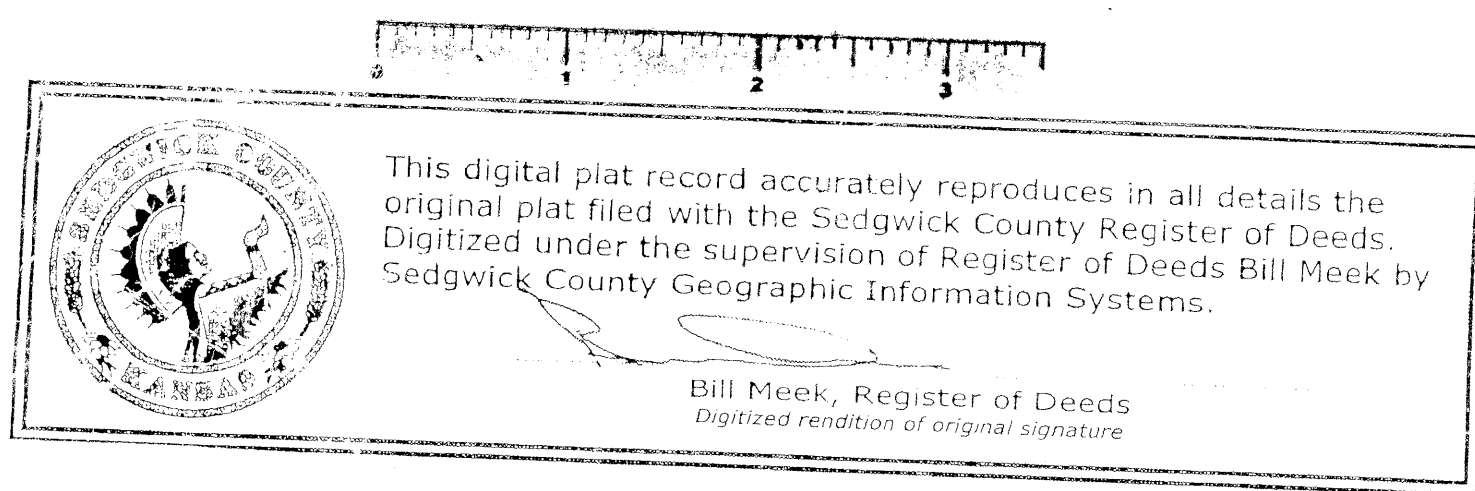 0 1 2 3
SEDGWICK COUNTY
KANSAS
This digital plat record accurately reproduces in all details the
original plat filed with the Sedgwick County Register of Deeds.
Digitized under the supervision of Register of Deeds Bill Meek by
Sedgwick County Geographic Information Systems.
Bill Meek, Register of Deeds
Digitized rendition of original signature